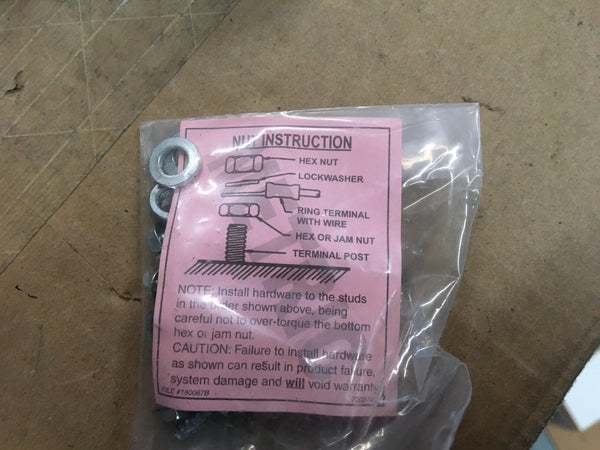 NUT INSTRUCTION
HEX NUT
LOCKWASHER
RING TERMINAL
WITH WIRE
HEX OR JAM NUT
TERMINAL POST
NOTE: Install hardware to the studs
in the order shown above, being
careful not to over-torque the bottom
hex or jam nut.
CAUTION: Failure to install hardware
as shown can result in product failure,
system damage and will void warranty
FILE #180067B